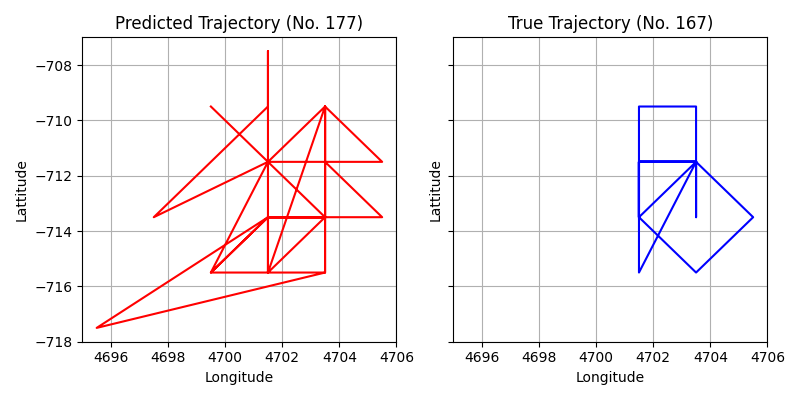 Predicted Trajectory (No. 177)
True Trajectory (No. 167)
Lattitude
−708
−710
−712
−714
−716
−718
4696 4698 4700 4702 4704 4706
Longitude
Lattitude
4696 4698 4700 4702 4704 4706
Longitude